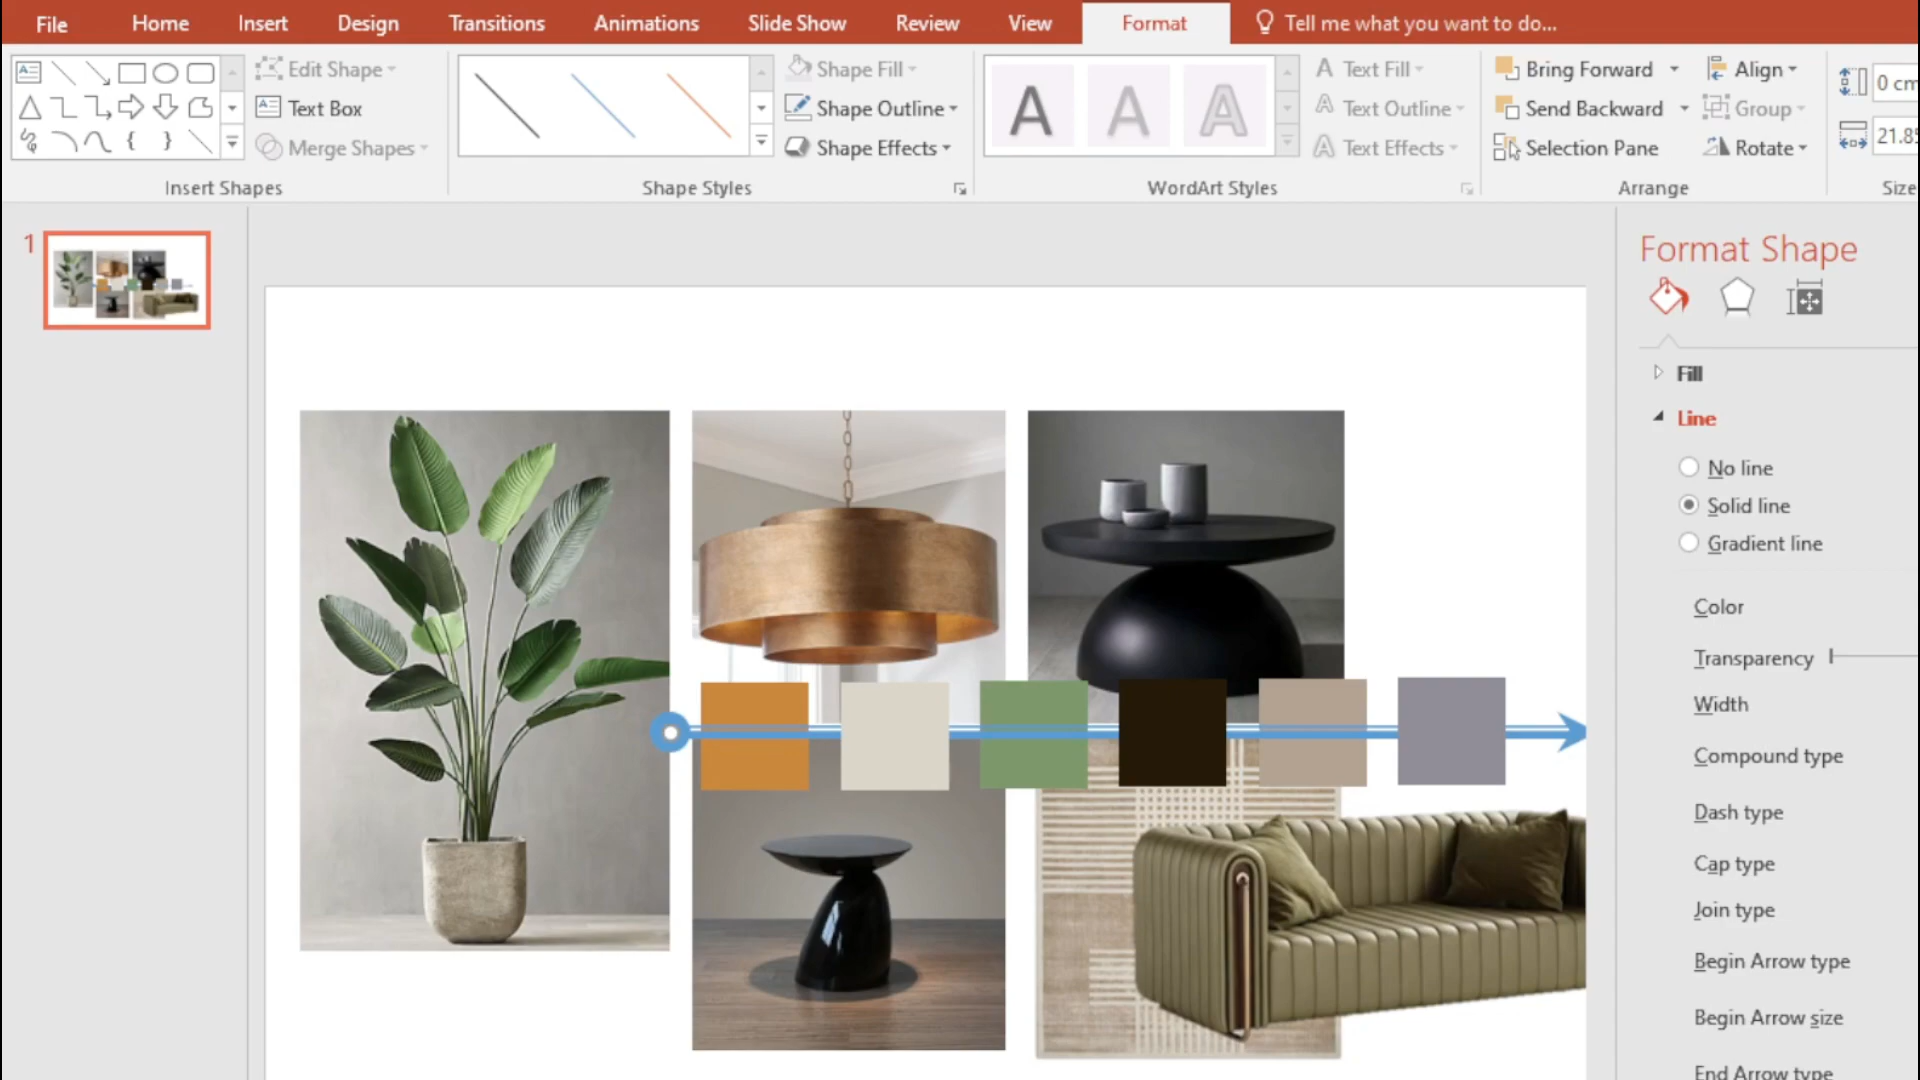 File Home Insert Design Transitions Animations Slide Show Review View Format Tell me what you want to do...
Edit Shape
Text Box
Merge Shapes
Insert Shapes
Shape Fill
Shape Outline
Shape Effects
Shape Styles
A A A
Text Fill
Text Outline
Text Effects
WordArt Styles
Bring Forward
Send Backward
Selection Pane
Align
Group
Rotate
Arrange
0 cm
21.85
Size
1
Format Shape
Fill
Line
No line
Solid line
Gradient line
Color
Transparency
Width
Compound type
Dash type
Cap type
Join type
Begin Arrow type
Begin Arrow size
End Arrow type